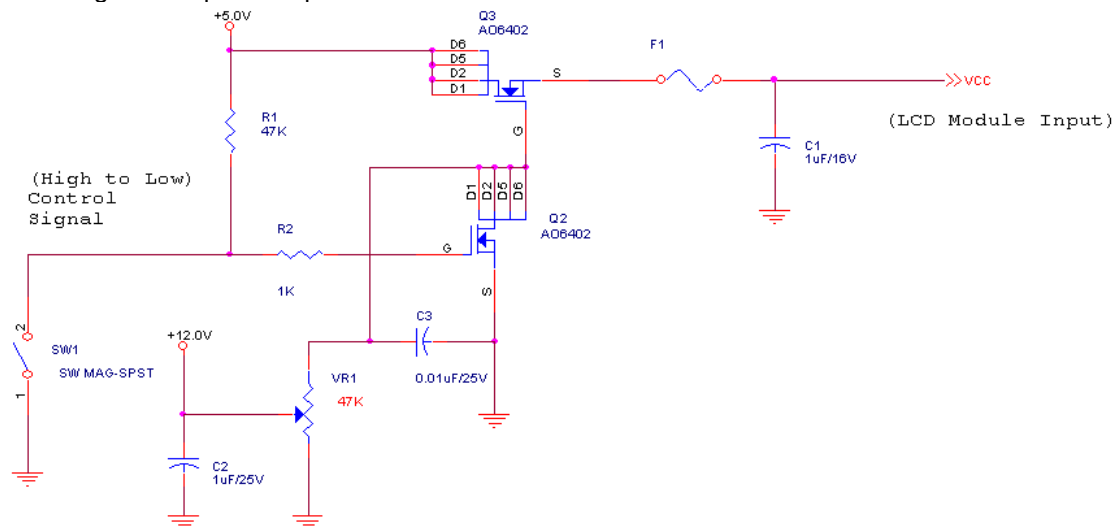 +5.0V
Q3
AO6402
F1
D6
D5
D2
D1
S
VCC
R1
47K
G
(LCD Module Input)
C1
1uF/16V
(High to Low)
Control
Signal
D1
D2
D5
D6
Q2
AO6402
R2
G
1K
S
+12.0V
C3
2
SW1
SW MAG-SPST
1
VR1
47K
0.01uF/25V
C2
1uF/25V